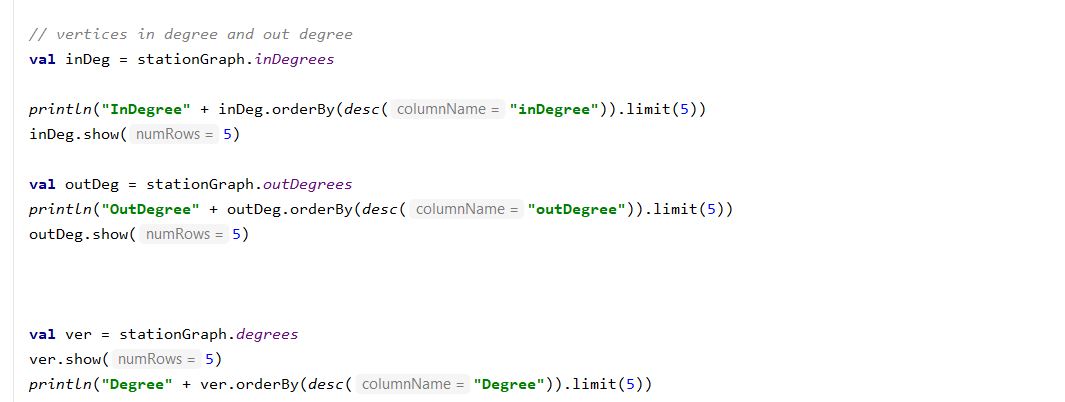 // vertices in degree and out degree
val inDeg = stationGraph.inDegrees
println("InDegree" + inDeg.orderBy(desc( columnName = "inDegree")).limit(5))
inDeg.show( numRows = 5)
val outDeg = stationGraph.outDegrees
println("OutDegree" + outDeg.orderBy(desc( columnName = "outDegree")).limit(5))
outDeg.show( numRows = 5)
val ver = stationGraph.degrees
ver.show( numRows = 5)
println("Degree" + ver.orderBy(desc( columnName = "Degree")).limit(5))